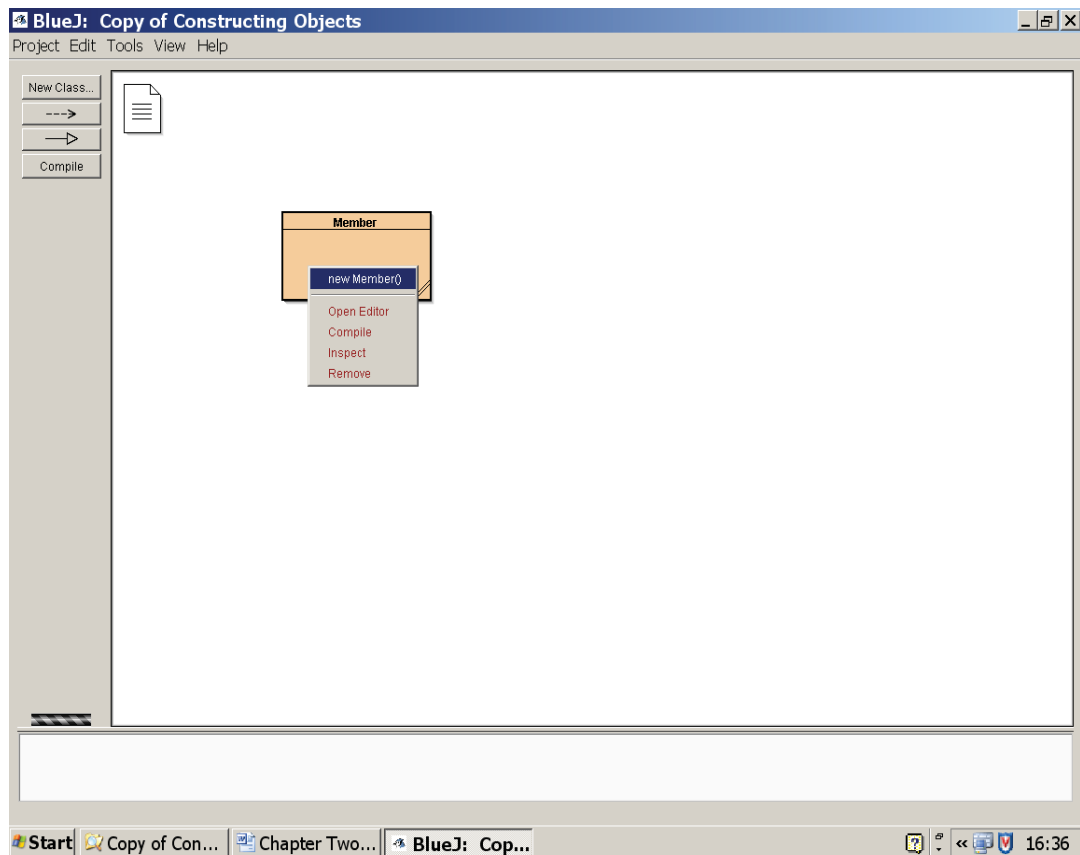 BlueJ: Copy of Constructing Objects
Project Edit Tools View Help
New Class...
Compile
Member
new Member()
Open Editor
Compile
Inspect
Remove
Start Copy of Con... Chapter Two... BlueJ: Cop... 16:36